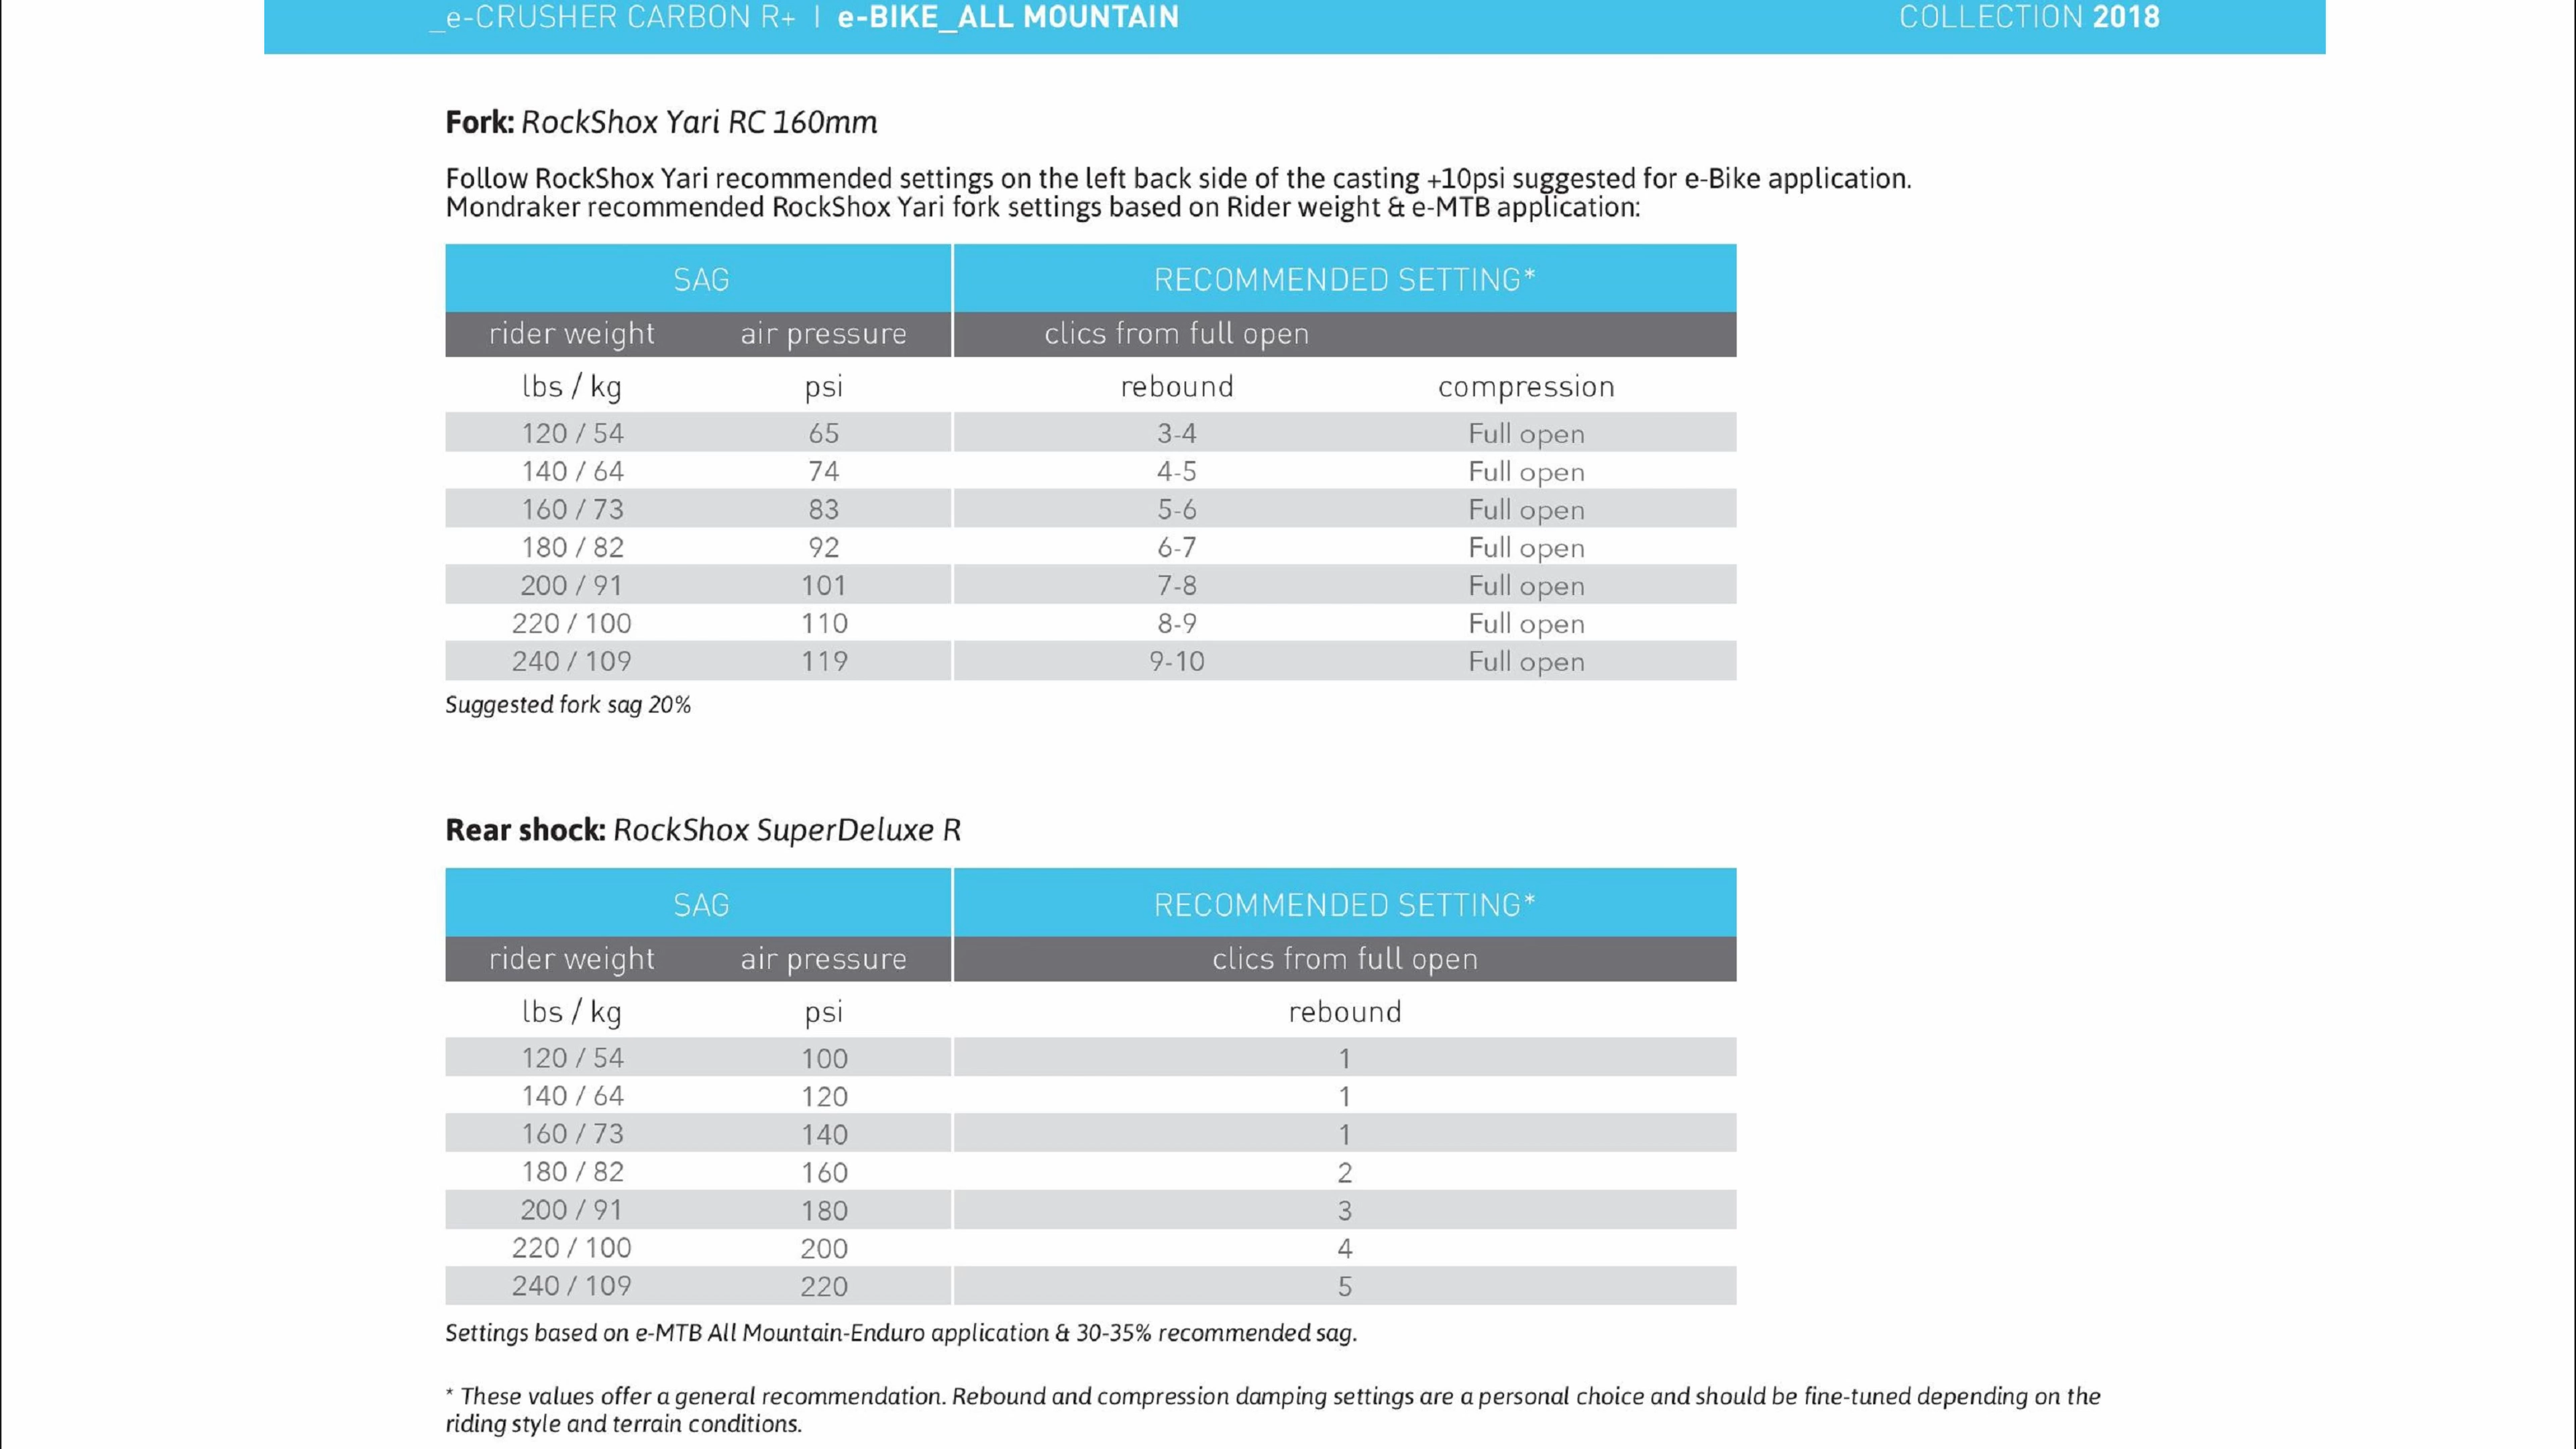 _e-CRUSHER CARBON R+ | e-BIKE_ALL MOUNTAIN COLLECTION 2018
Fork: RockShox Yari RC 160mm
Follow RockShox Yari recommended settings on the left back side of the casting +10psi suggested for e-Bike application.
Mondraker recommended RockShox Yari fork settings based on Rider weight & e-MTB application:
SAG RECOMMENDED SETTING*
rider weight air pressure clics from full open
lbs / kg psi rebound compression
120 / 54 65 3-4 Full open
140 / 64 74 4-5 Full open
160 / 73 83 5-6 Full open
180 / 82 92 6-7 Full open
200 / 91 101 7-8 Full open
220 / 100 110 8-9 Full open
240 / 109 119 9-10 Full open
Suggested fork sag 20%
Rear shock: RockShox SuperDeluxe R
SAG RECOMMENDED SETTING*
rider weight air pressure clics from full open
lbs / kg psi rebound
120 / 54 100 1
140 / 64 120 1
160 / 73 140 1
180 / 82 160 2
200 / 91 180 3
220 / 100 200 4
240 / 109 220 5
Settings based on e-MTB All Mountain-Enduro application & 30-35% recommended sag.
* These values offer a general recommendation. Rebound and compression damping settings are a personal choice and should be fine-tuned depending on the
riding style and terrain conditions.